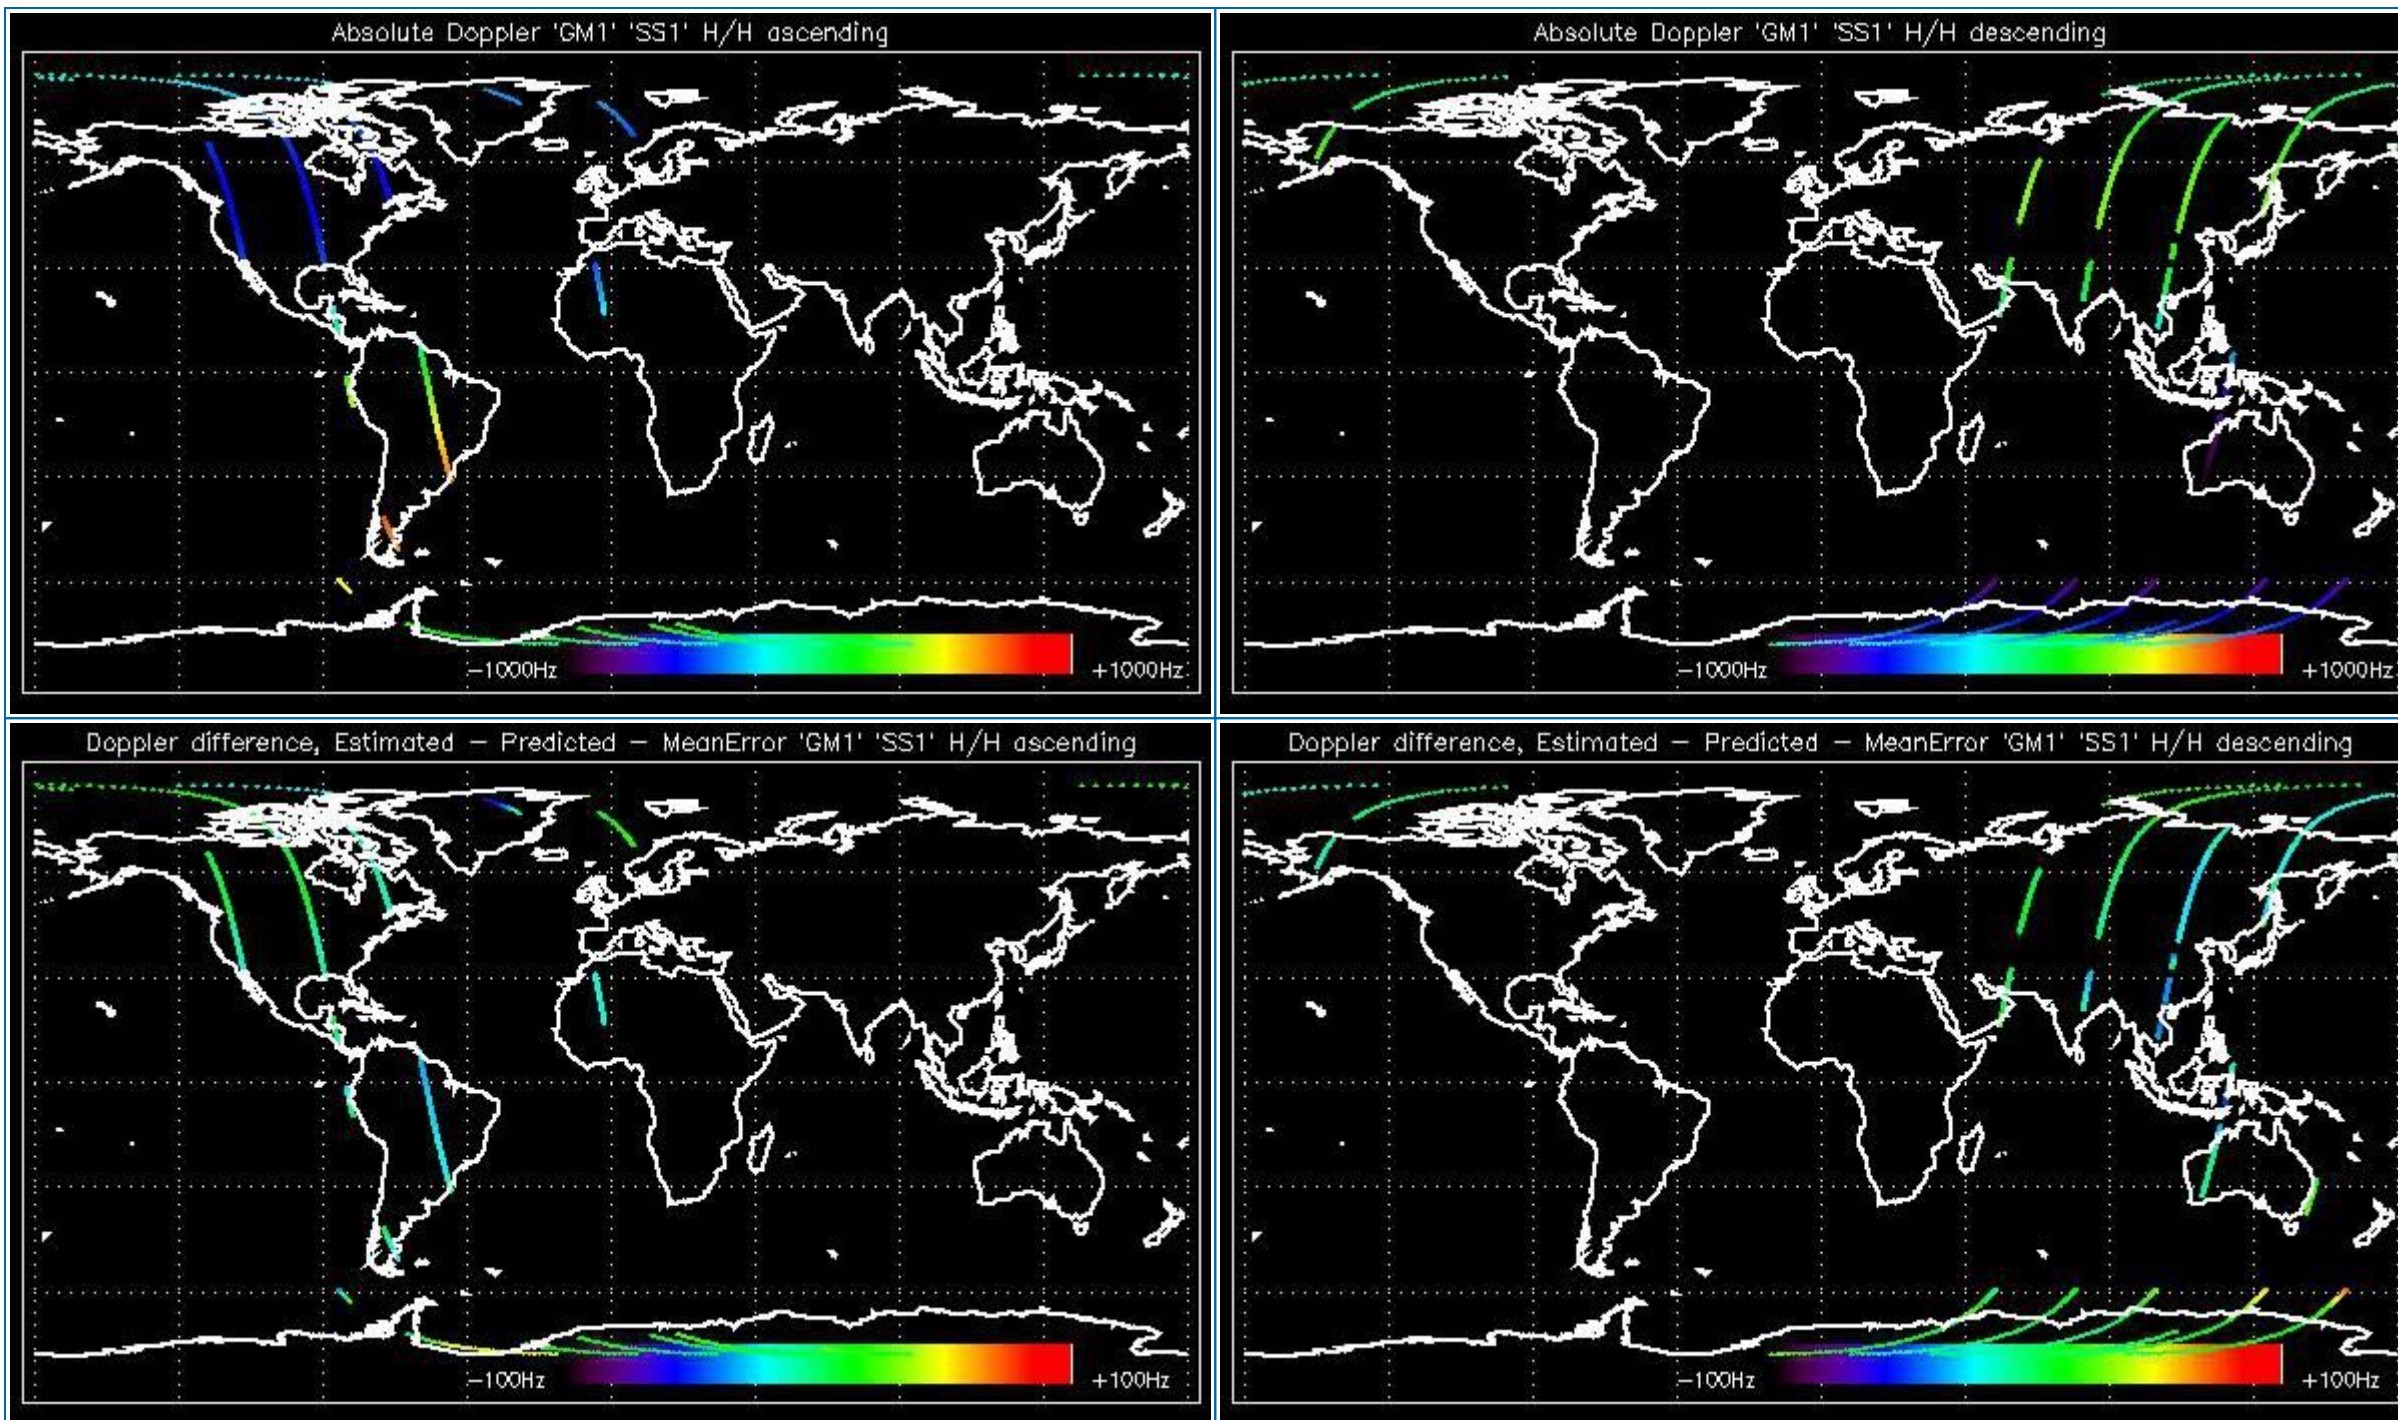 Absolute Doppler 'GM1' 'SS1' H/H ascending
−1000Hz
+1000Hz
Absolute Doppler 'GM1' 'SS1' H/H descending
−1000Hz
+1000Hz
Doppler difference, Estimated − Predicted − MeanError 'GM1' 'SS1' H/H ascending
−100Hz
+100Hz
Doppler difference, Estimated − Predicted − MeanError 'GM1' 'SS1' H/H descending
−100Hz
+100Hz